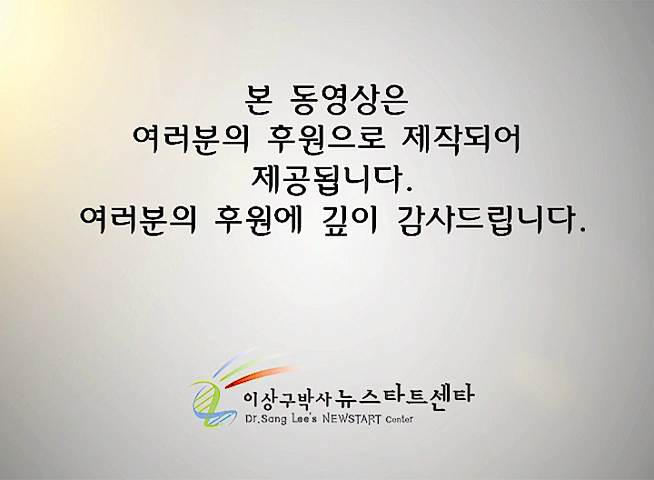 본 동영상은
여러분의 후원으로 제작되어
제공됩니다.
여러분의 후원에 깊이 감사드립니다.
이상구박사 뉴스타트센타
Dr.Sang Lee's NEWSTART Center